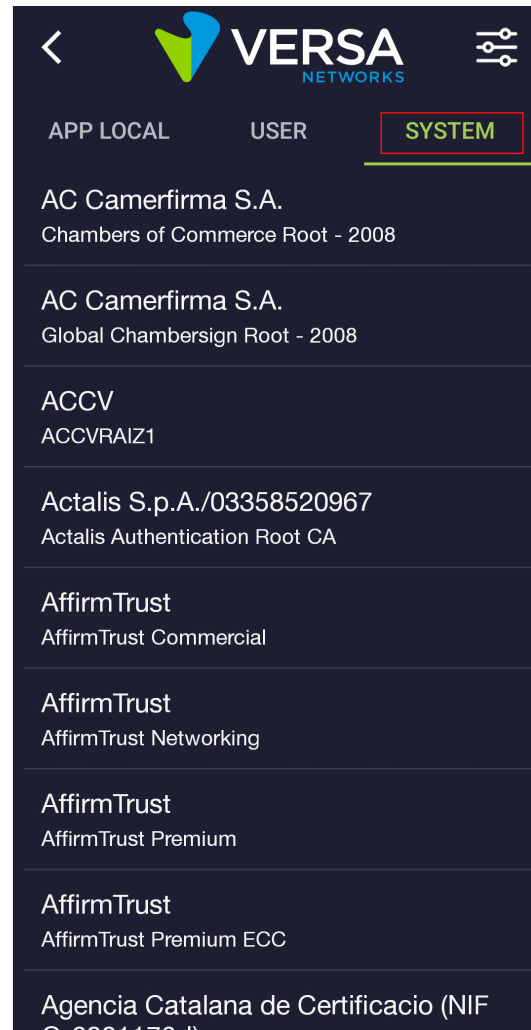 VERSA
NETWORKS
APP LOCAL USER SYSTEM
AC Camerfirma S.A.
Chambers of Commerce Root - 2008
AC Camerfirma S.A.
Global Chambersign Root - 2008
ACCV
ACCVRAIZ1
Actalis S.p.A./03358520967
Actalis Authentication Root CA
AffirmTrust
AffirmTrust Commercial
AffirmTrust
AffirmTrust Networking
AffirmTrust
AffirmTrust Premium
AffirmTrust
AffirmTrust Premium ECC
Agencia Catalana de Certificacio (NIF